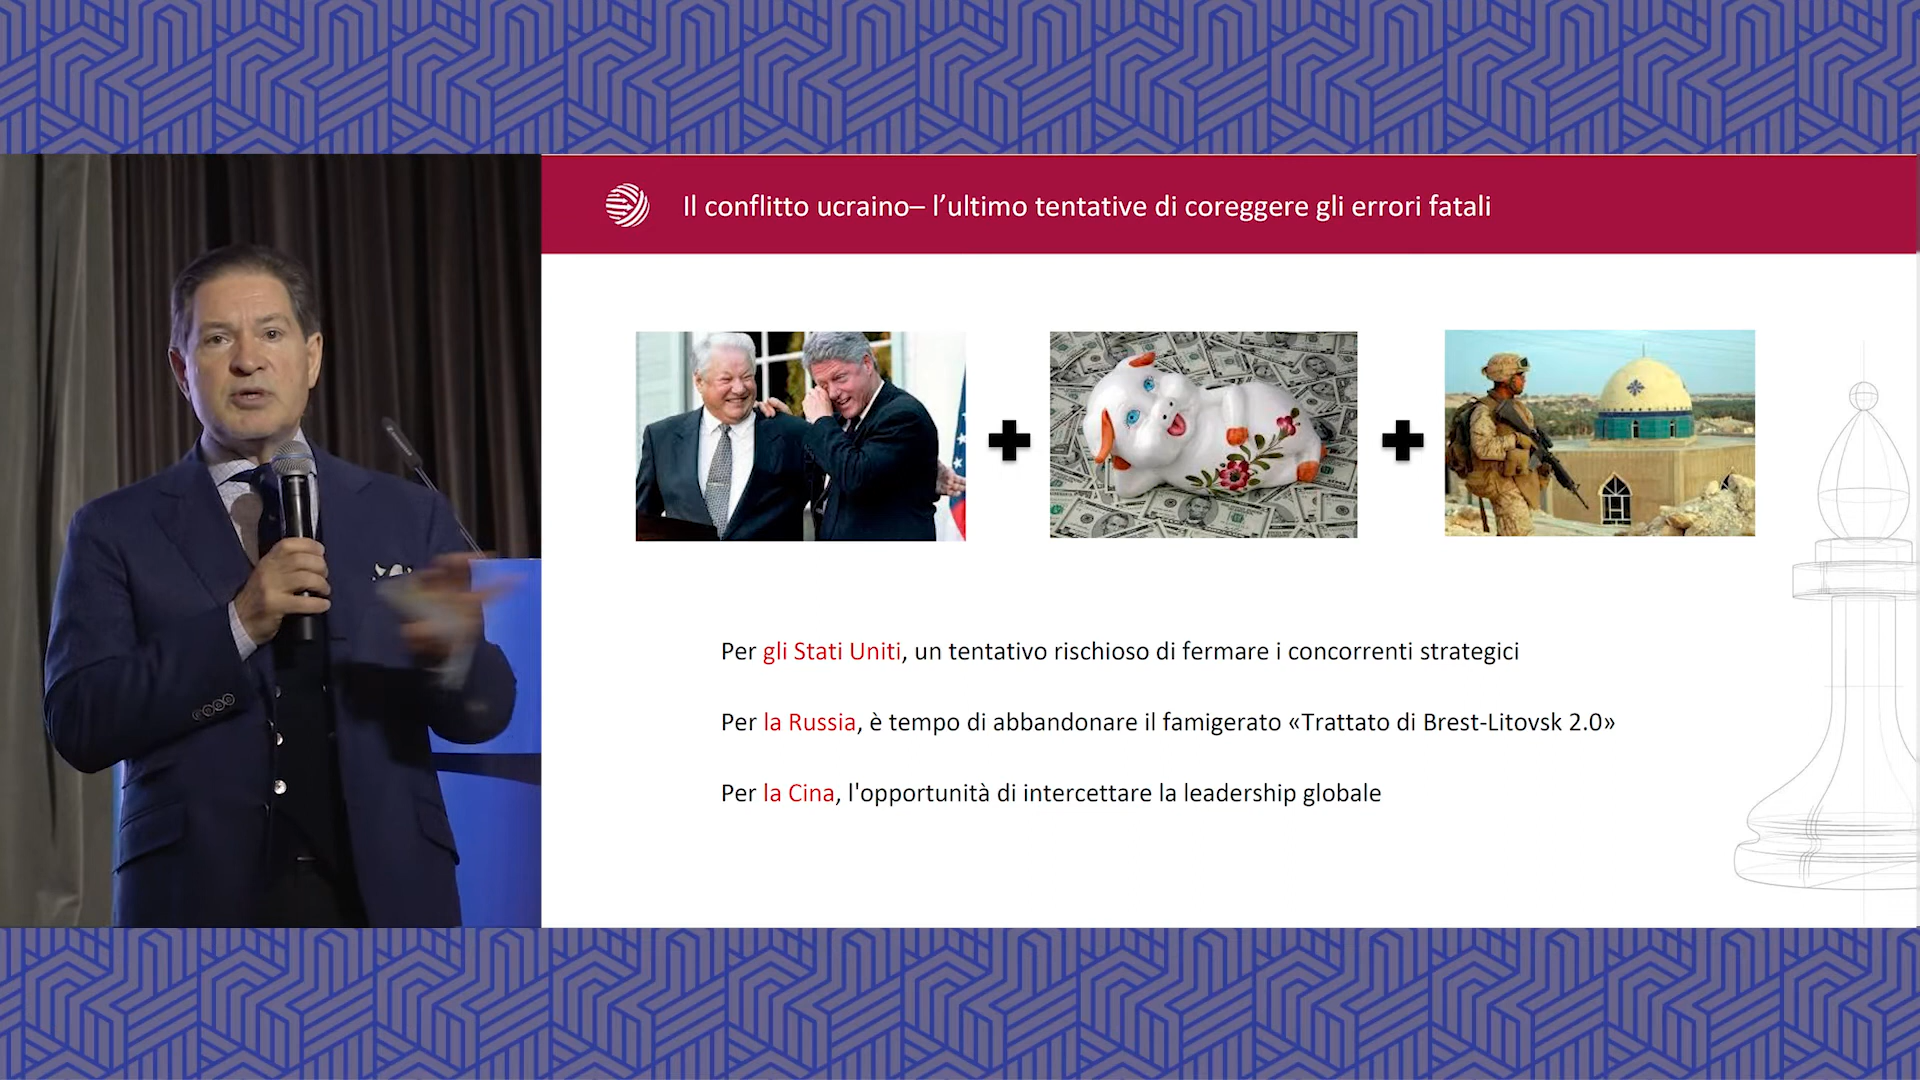 Il conflitto ucraino– l’ultimo tentative di coreggere gli errori fatali
Per gli Stati Uniti, un tentativo rischioso di fermare i concorrenti strategici
Per la Russia, è tempo di abbandonare il famigerato «Trattato di Brest-Litovsk 2.0»
Per la Cina, l'opportunità di intercettare la leadership globale